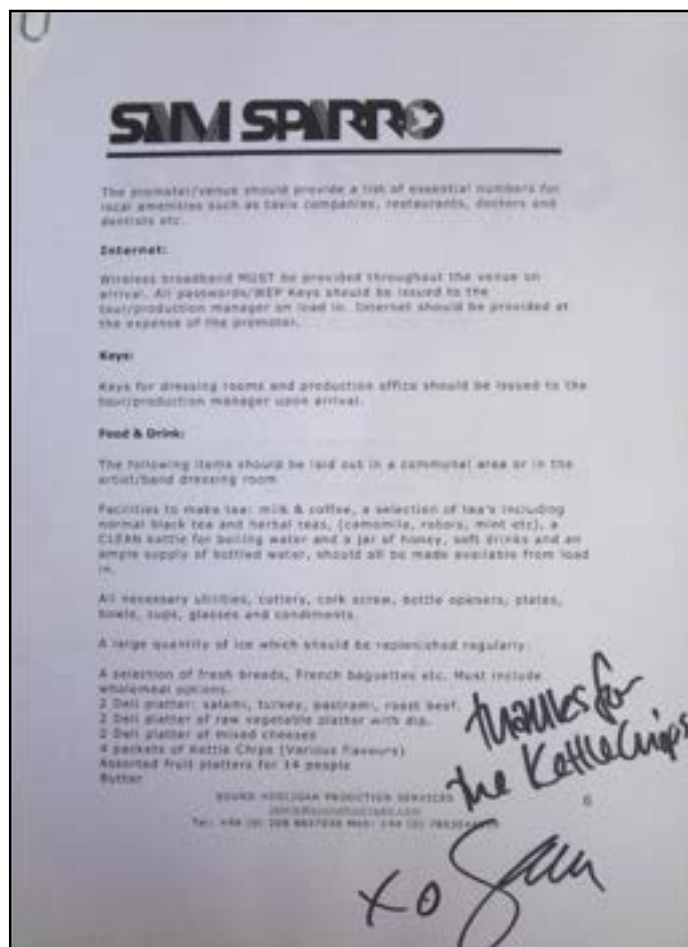 SAM SPARRO
The promoter/venue should provide a list of essential numbers for
local amenities such as taxis companies, restaurants, doctors and
dentists etc.
Internet:
Wireless broadband MUST be provided throughout the venue on
arrival. All passwords/WEP Keys should be issued to the
tour/production manager on load in. Internet should be provided at
the expense of the promoter.
Keys:
Keys for dressing rooms and production office should be issued to the
tour/production manager upon arrival.
Food & Drink:
The following items should be laid out in a communal area or in the
artist/band dressing room
Facilities to make tea: milk & coffee, a selection of tea's including
normal black tea and herbal teas, (camomile, robois, mint etc), a
CLEAN kettle for boiling water and a jar of honey, soft drinks and an
ample supply of bottled water, should all be made available from load
in.
All necessary utilities, cutlery, cork screw, bottle openers, plates,
bowls, cups, glasses and condiments.
A large quantity of ice which should be replenished regularly.
A selection of fresh breads, French baguettes etc. Must include
wholemeal options.
2 Deli platter: salami, turkey, pastrami, roast beef.
2 Deli platter of raw vegetable platter with dip.
2 Deli platter of mixed cheeses
4 packets of Kettle Chips (Various Flavours)
Assorted fruit platters for 14 people
Butter
thanks for
the Kettle Chips
SOUND HOOLIGAN PRODUCTION SERVICES
6
Tel: +44 (0) 208
xo Sam